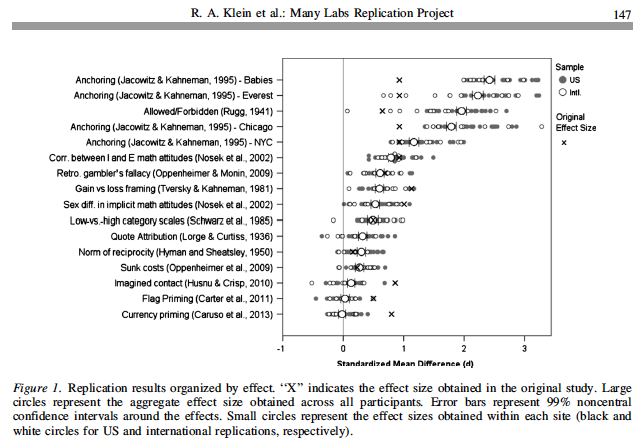 R. A. Klein et al.: Many Labs Replication Project
147
Anchoring (Jacowitz & Kahneman, 1995) - Babies
Anchoring (Jacowitz & Kahneman, 1995) - Everest
Allowed/Forbidden (Rugg, 1941)
Anchoring (Jacowitz & Kahneman, 1995) - Chicago
Anchoring (Jacowitz & Kahneman, 1995) - NYC
Corr. between I and E math attitudes (Nosek et al., 2002)
Retro. gambler's fallacy (Oppenheimer & Monin, 2009)
Gain vs loss framing (Tversky & Kahneman, 1981)
Sex diff. in implicit math attitudes (Nosek et al., 2002)
Low-vs.-high category scales (Schwarz et al., 1985)
Quote Attribution (Lorge & Curtiss, 1936)
Norm of reciprocity (Hyman and Sheatsley, 1950)
Sunk costs (Oppenheimer et al., 2009)
Imagined contact (Husnu & Crisp, 2010)
Flag Priming (Carter et al., 2011)
Currency priming (Caruso et al., 2013)
-1 0 1 2 3
Standardized Mean Difference (d)
Sample
US
Intl.
Original
Effect Size
x
Figure 1. Replication results organized by effect. “X” indicates the effect size obtained in the original study. Large
circles represent the aggregate effect size obtained across all participants. Error bars represent 99% noncentral
confidence intervals around the effects. Small circles represent the effect sizes obtained within each site (black and
white circles for US and international replications, respectively).